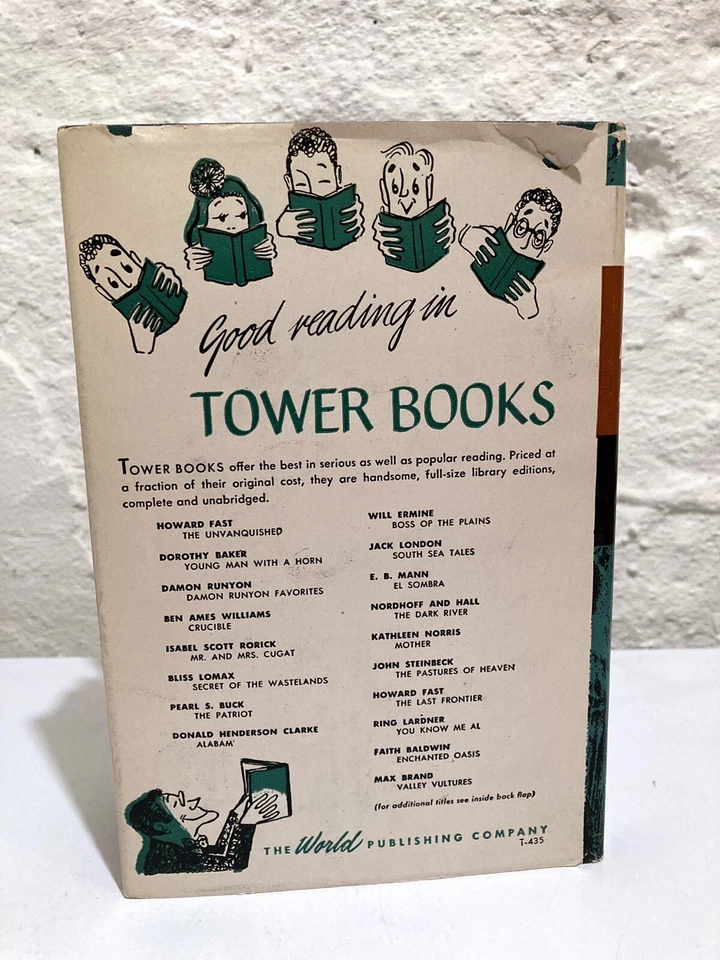 Good reading in
TOWER BOOKS
TOWER BOOKS offer the best in serious as well as popular reading. Priced at
a fraction of their original cost, they are handsome, full-size library editions,
complete and unabridged.
HOWARD FAST
THE UNVANQUISHED
DOROTHY BAKER
YOUNG MAN WITH A HORN
DAMON RUNYON
DAMON RUNYON FAVORITES
BEN AMES WILLIAMS
CRUCIBLE
ISABEL SCOTT RORICK
MR. AND MRS. CUGAT
BLISS LOMAX
SECRET OF THE WASTELANDS
PEARL S. BUCK
THE PATRIOT
DONALD HENDERSON CLARKE
ALABAM'
WILL ERMINE
BOSS OP THE PLAINS
JACK LONDON
SOUTH SEA TALES
E. B. MANN
EL SOMBRA
NORDHOFF AND HALL
THE DARK RIVER
KATHLEEN NORRIS
MOTHER
JOHN STEINBECK
THE PASTURES OF HEAVEN
HOWARD FAST
THE LAST FRONTIER
RING LARDNER
YOU KNOW ME AL
FAITH BALDWIN
ENCHANTED OASIS
MAX BRAND
VALLEY VULTURES
(for additional titles see inside back flap)
THE World PUBLISHING COMPANY
T-435